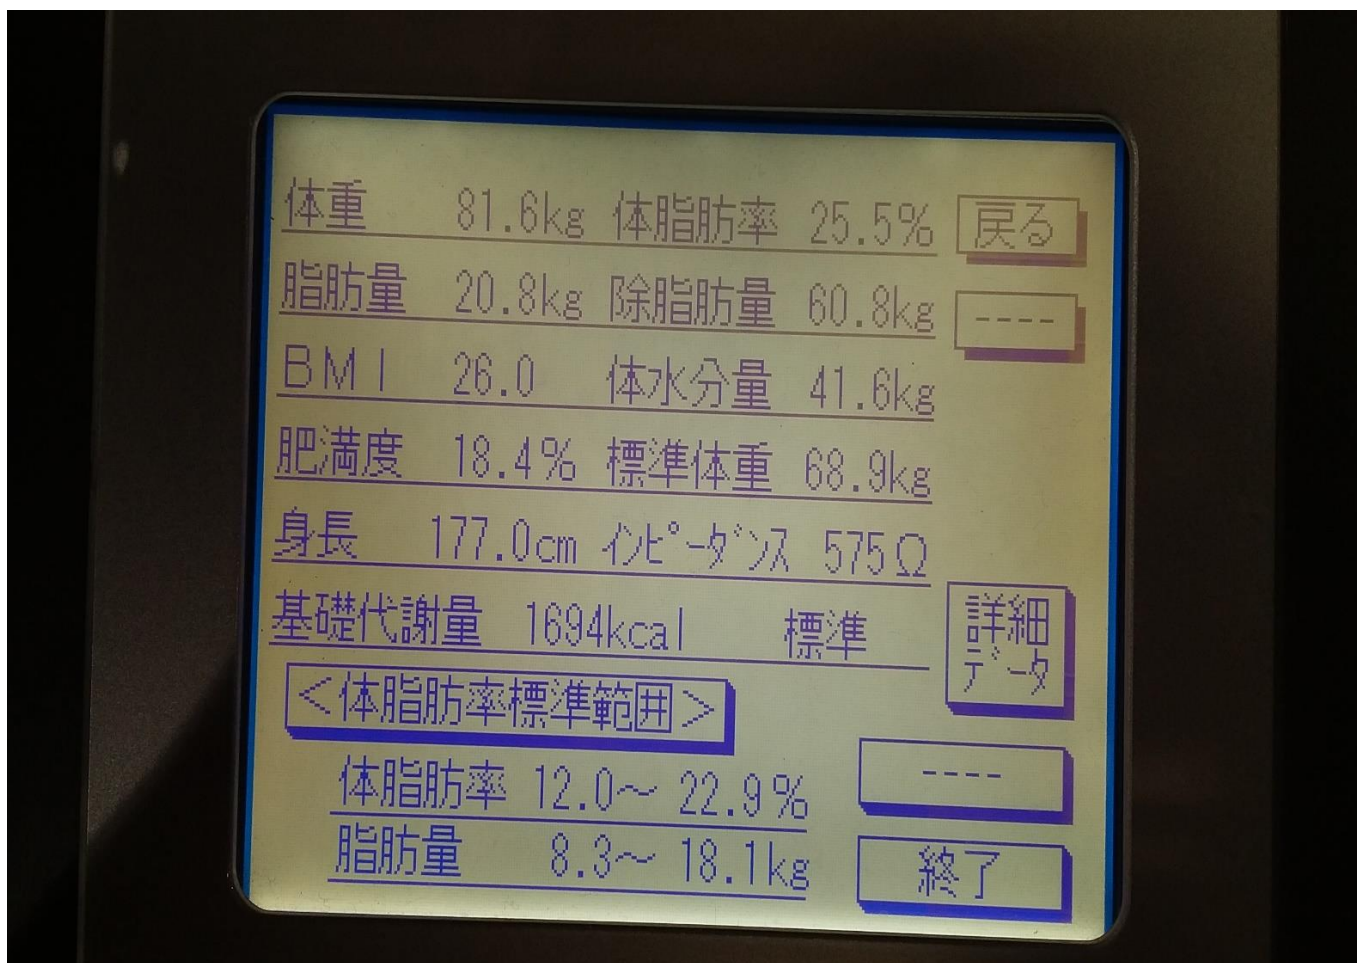 体重 81.6kg 体脂肪率 25.5% 戻る
脂肪量 20.8kg 除脂肪量 60.8kg ----
BMI 26.0 体水分量 41.6kg
肥満度 18.4% 標準体重 68.9kg
身長 177.0cm インピーダンス 575Ω
基礎代謝量 1694kcal 標準 詳細
データ
<体脂肪率標準範囲>
体脂肪率 12.0~ 22.9% ----
脂肪量 8.3~ 18.1kg 終了